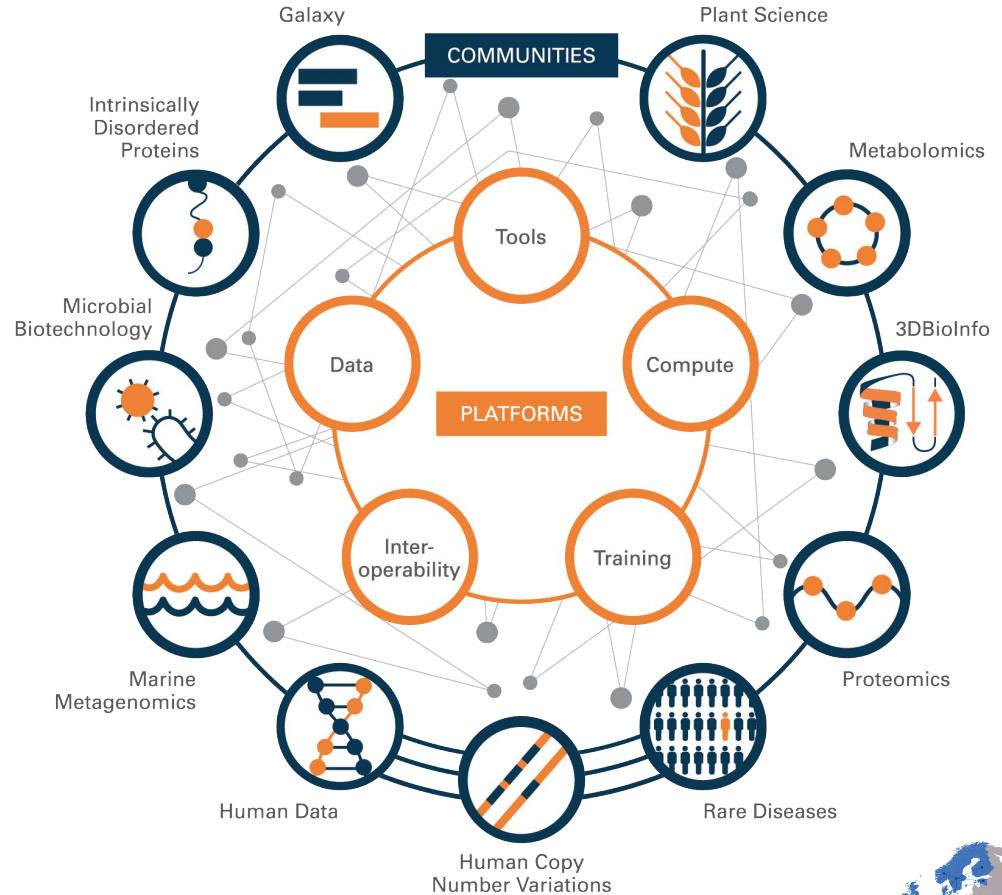 Galaxy
COMMUNITIES
Plant Science
Intrinsically
Disordered
Proteins
Metabolomics
Tools
Microbial
Biotechnology
3DBioInfo
Data
Compute
PLATFORMS
Inter-
operability
Training
Marine
Metagenomics
Proteomics
Human Data
Rare Diseases
Human Copy
Number Variations